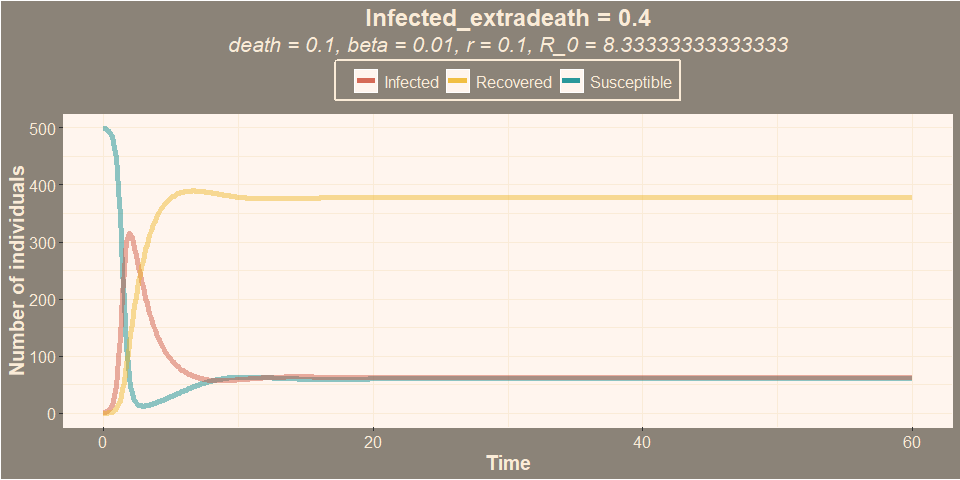 Infected_extradeath = 0.4
death = 0.1, beta = 0.01, r = 0.1, R_0 = 8.33333333333333
Infected Recovered Susceptible
Number of individuals
500
400
300
200
100
0
0 20 40 60
Time